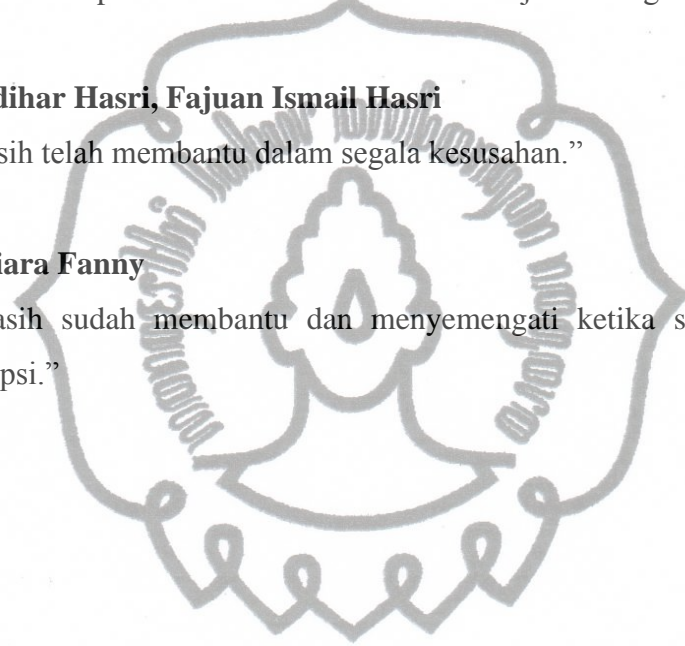 dihar Hasri, Fajuan Ismail Hasri
sih telah membantu dalam segala kesusahan.”
iara Fanny
asih sudah membantu dan menyemengati ketika s
psi.”